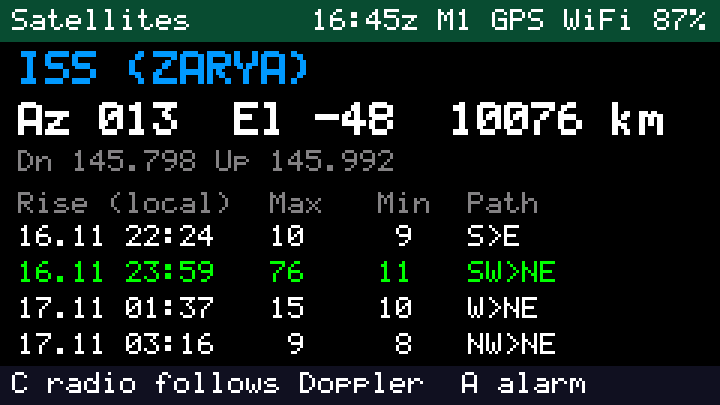 Satellites 16:45z M1 GPS WiFi 87%
ISS (ZARYA)
Az 013 El -48 10076 km
Dn 145.798 Up 145.992
Rise (local) Max Min Path
16.11 22:24 10 9 S>E
16.11 23:59 76 11 SW>NE
17.11 01:37 15 10 W>NE
17.11 03:16 9 8 NW>NE
C radio follows Doppler A alarm